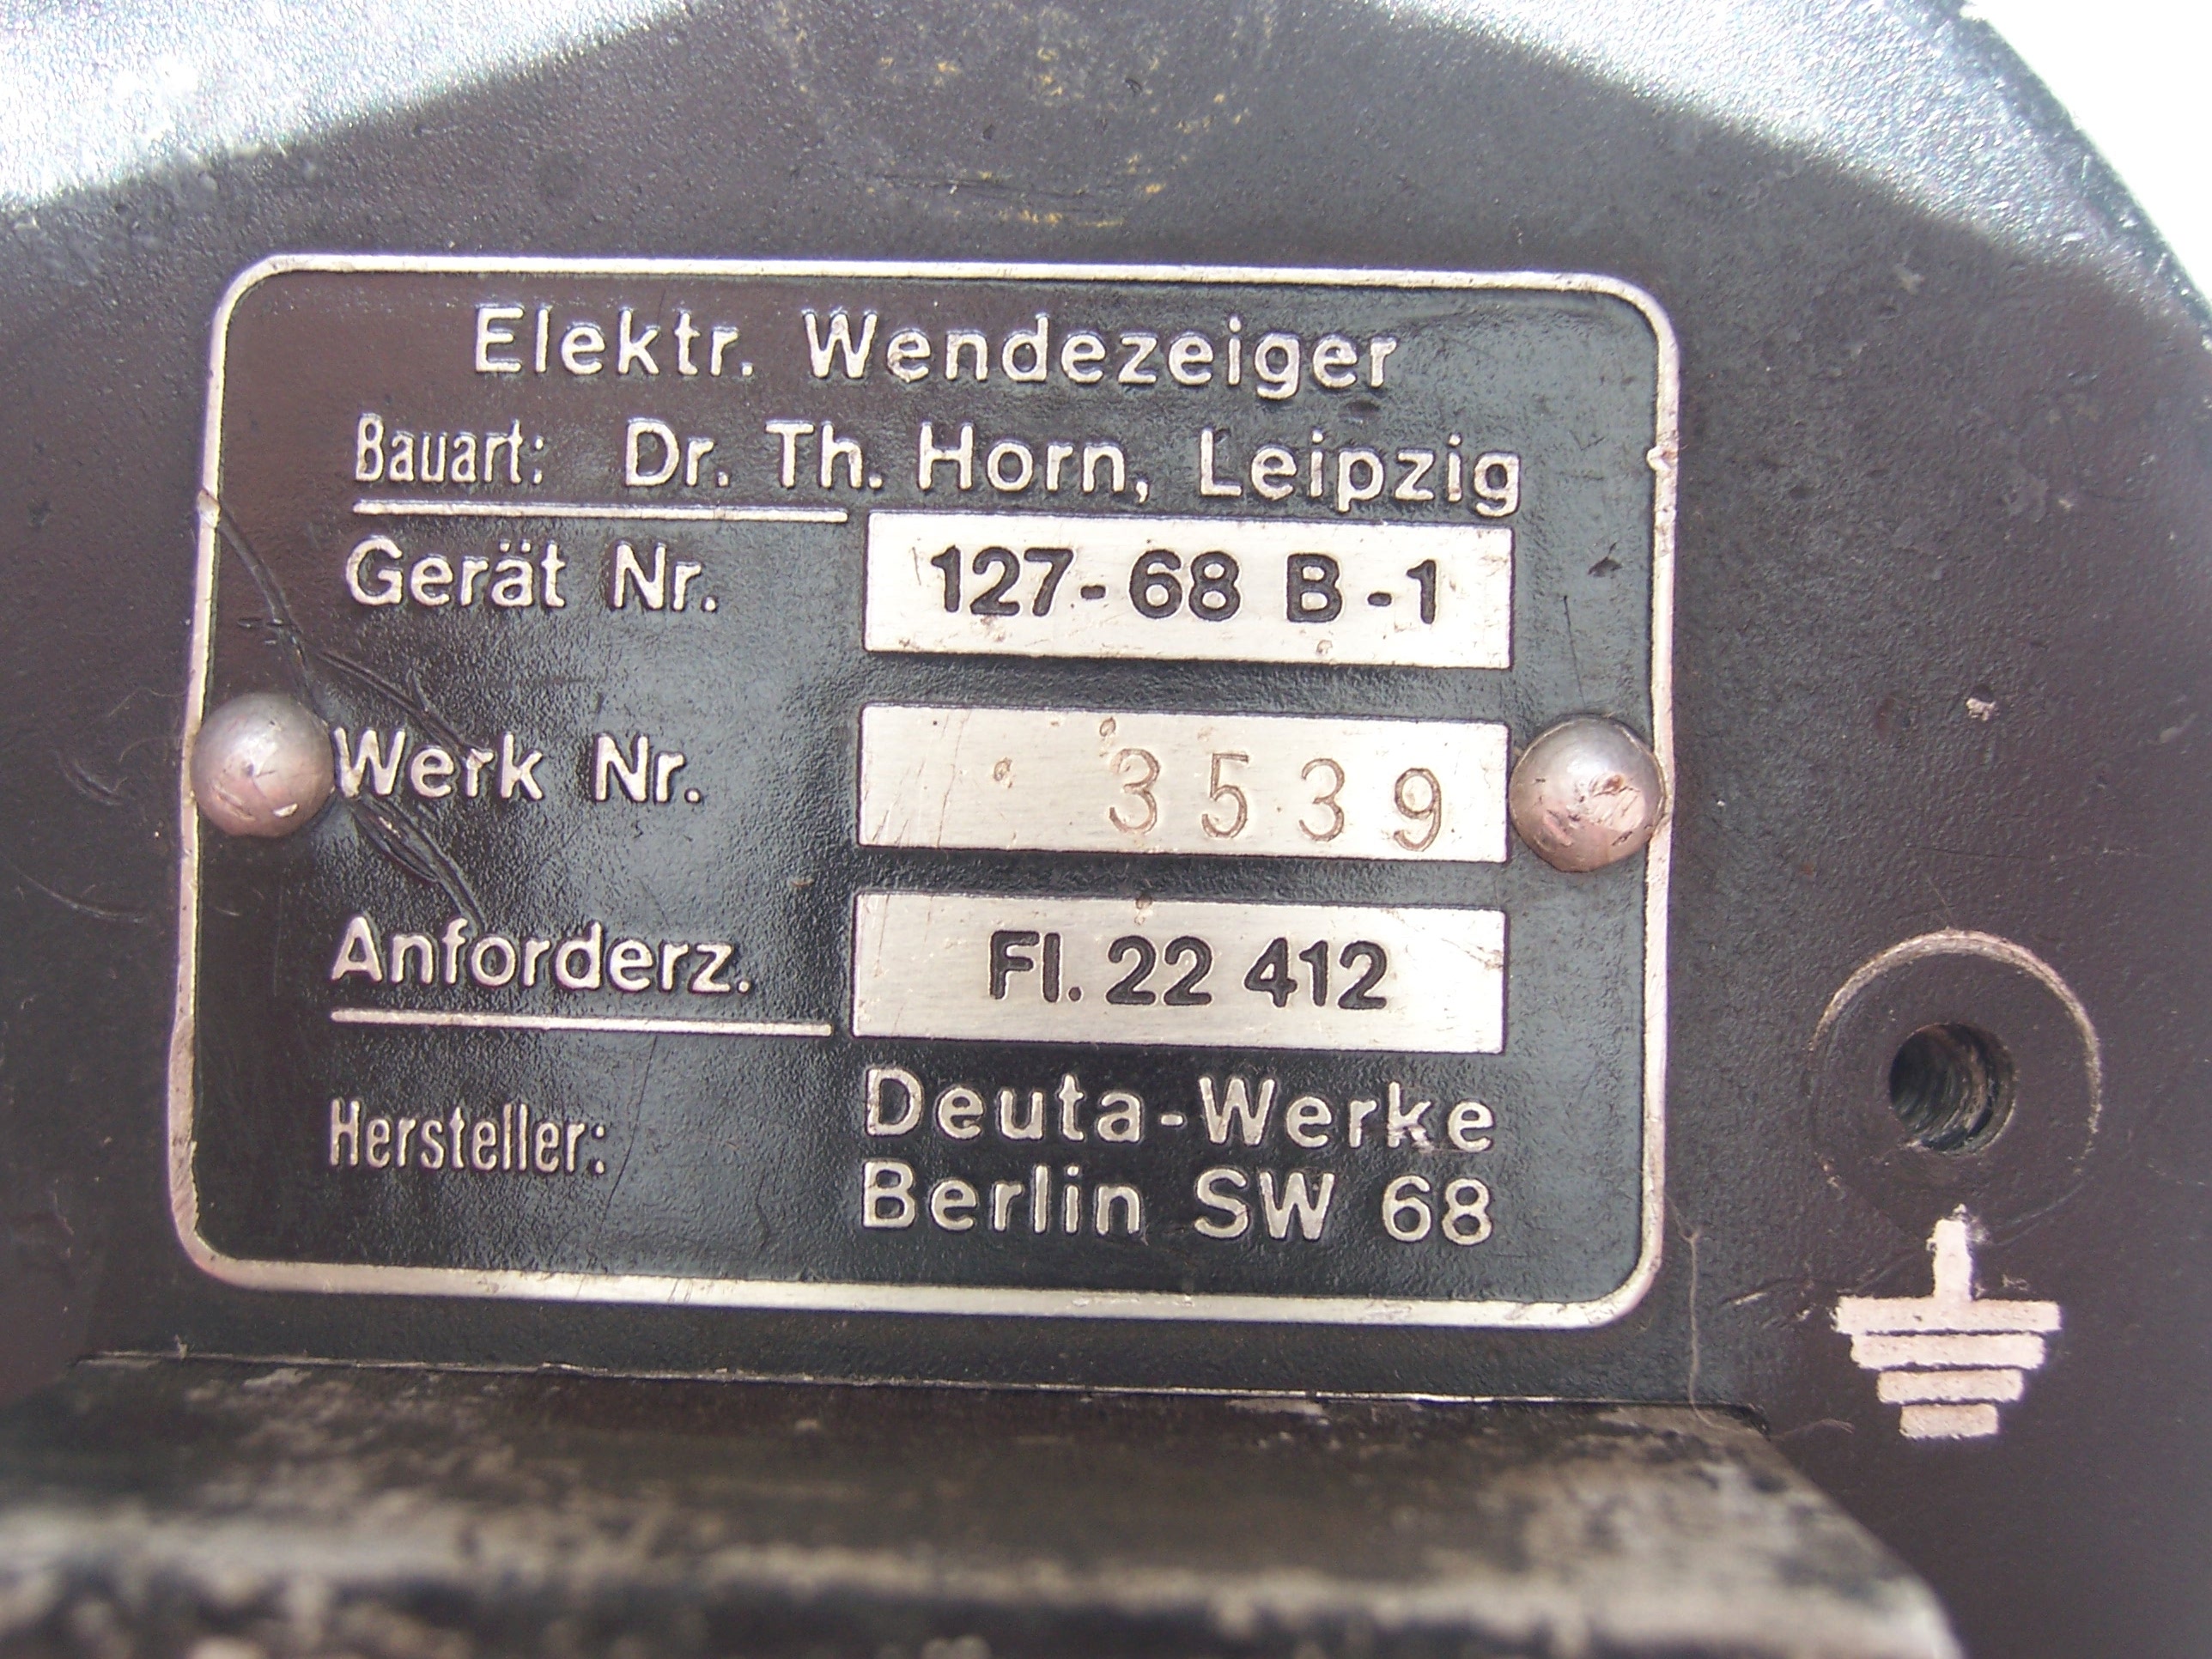 Elektr. Wendezeiger
Bauart: Dr. Th. Horn, Leipzig
Gerät Nr. 127-68 B-1
Werk Nr. 3539
Anforderz. Fl. 22 412
Hersteller: Deuta-Werke
Berlin SW 68